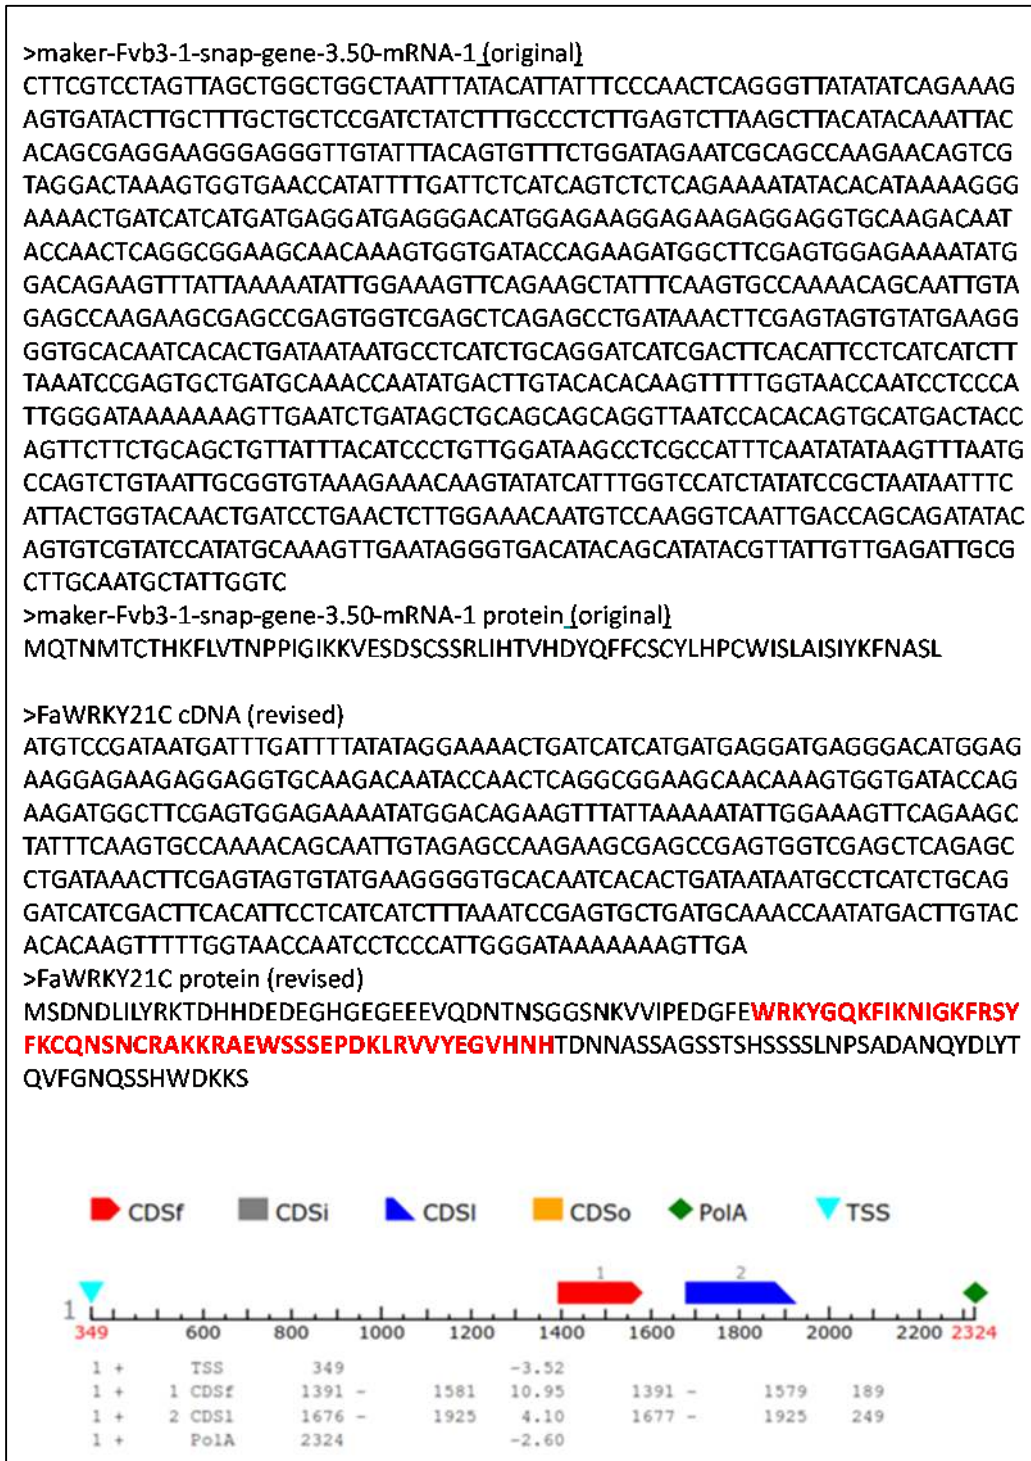 >maker-Fvb3-1-snap-gene-3.50-mRNA-1 (original)
CTTCGTCCTAGTTAGCTGGCTGGCTAATTTATACATTATTTCCCAACTCAGGGTTATATATCAGAAAG
AGTGATACTTGCTTTGCTGCTCCGATCTATCTTTGCCCTCTTGAGTCTTAAGCTTACATACAAATTAC
ACAGCGAGGAAGGGAGGGTTGTATTTACAGTGTTTCTGGATAGAATCGCAGCCAAGAACAGTCG
TAGGACTAAAGTGGTGAACCATATTTTGATTCTCATCAGTCTCTCAGAAAATATACACATAAAAGGG
AAAACTGATCATCATGATGAGGATGAGGGACATGGAGAAGGAGAAGAGGAGGTGCAAGACAAT
ACCAACTCAGGCGGAAGCAACAAAGTGGTGATACCAGAAGATGGCTTCGAGTGGAGAAAATATG
GACAGAAGTTTATTAAAAATATTGGAAAGTTCAGAAGCTATTTCAAGTGCCAAAACAGCAATTGTA
GAGCCAAGAAGCGAGCCGAGTGGTCGAGCTCAGAGCCTGATAAACTTCGAGTAGTGTATGAAGG
GGTGCACAATCACACTGATAATAATGCCTCATCTGCAGGATCATCGACTTCACATTCCTCATCATCTT
TAAATCCGAGTGCTGATGCAAACCAATATGACTTGTACACACAAGTTTTTGGTAACCAATCCTCCCA
TTGGGATAAAAAAAGTTGAATCTGATAGCTGCAGCAGCAGGTTAATCCACACAGTGCATGACTACC
AGTTCTTCTGCAGCTGTTATTTACATCCCTGTTGGATAAGCCTCGCCATTTCAATATATAAGTTTAATG
CCAGTCTGTAATTGCGGTGTAAAGAAACAAGTATATCATTTGGTCCATCTATATCCGCTAATAATTTC
ATTACTGGTACAACTGATCCTGAACTCTTGGAAACAATGTCCAAGGTCAATTGACCAGCAGATATAC
AGTGTCGTATCCATATGCAAAGTTGAATAGGGTGACATACAGCATATACGTTATTGTTGAGATTGCG
CTTGCAATGCTATTGGTC
>maker-Fvb3-1-snap-gene-3.50-mRNA-1 protein (original)
MQTNMTCTHKFLVTNPPIGIKKVESDSCSSRLIHTVHDYQFFCSCYLHPCWISLAISIYKFNASL
>FaWRKY21C cDNA (revised)
ATGTCCGATAATGATTTGATTTTATATAGGAAAACTGATCATCATGATGAGGATGAGGGACATGGAG
AAGGAGAAGAGGAGGTGCAAGACAATACCAACTCAGGCGGAAGCAACAAAGTGGTGATACCAG
AAGATGGCTTCGAGTGGAGAAAATATGGACAGAAGTTTATTAAAAATATTGGAAAGTTCAGAAGC
TATTTCAAGTGCCAAAACAGCAATTGTAGAGCCAAGAAGCGAGCCGAGTGGTCGAGCTCAGAGC
CTGATAAACTTCGAGTAGTGTATGAAGGGGTGCACAATCACACTGATAATAATGCCTCATCTGCAG
GATCATCGACTTCACATTCCTCATCATCTTTAAATCCGAGTGCTGATGCAAACCAATATGACTTGTAC
ACACAAGTTTTTGGTAACCAATCCTCCCATTGGGATAAAAAAAGTTGA
>FaWRKY21C protein (revised)
MSDNDLILYRKTDHHDEDEGHGEGEEEVQDNTNSGGSNKVVIPEDGFEWRKYGQKFIKNIGKFRSY
FKCQNSNCRAKKRAEWSSSEPDKLRVVYEGVHNHTDNNASSAGSSTSHSSSSLNPSADANQYDLYT
QVFGNQSSHWDKKS
CDSf CDSi CDSl CDSo PolA TSS
1 2
1
349 600 800 1000 1200 1400 1600 1800 2000 2200 2324
1 + TSS 349 -3.52
1 + 1 CDSf 1391 - 1581 10.95 1391 - 1579 189
1 + 2 CDSl 1676 - 1925 4.10 1677 - 1925 249
1 + PolA 2324 -2.60